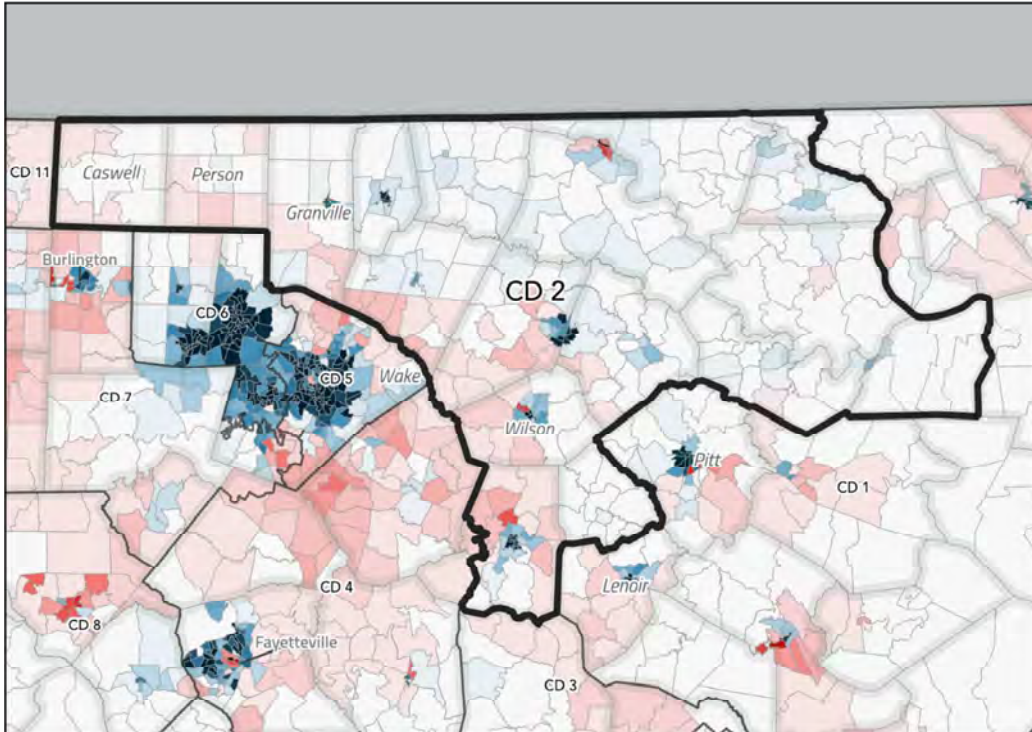 CD 11
Caswell
Person
Granville
Burlington
CD 2
CD 6
CD 5
Wake
CD 7
Wilson
Pitt
CD 1
CD 4
Lenoir
CD 8
Fayetteville
CD 3